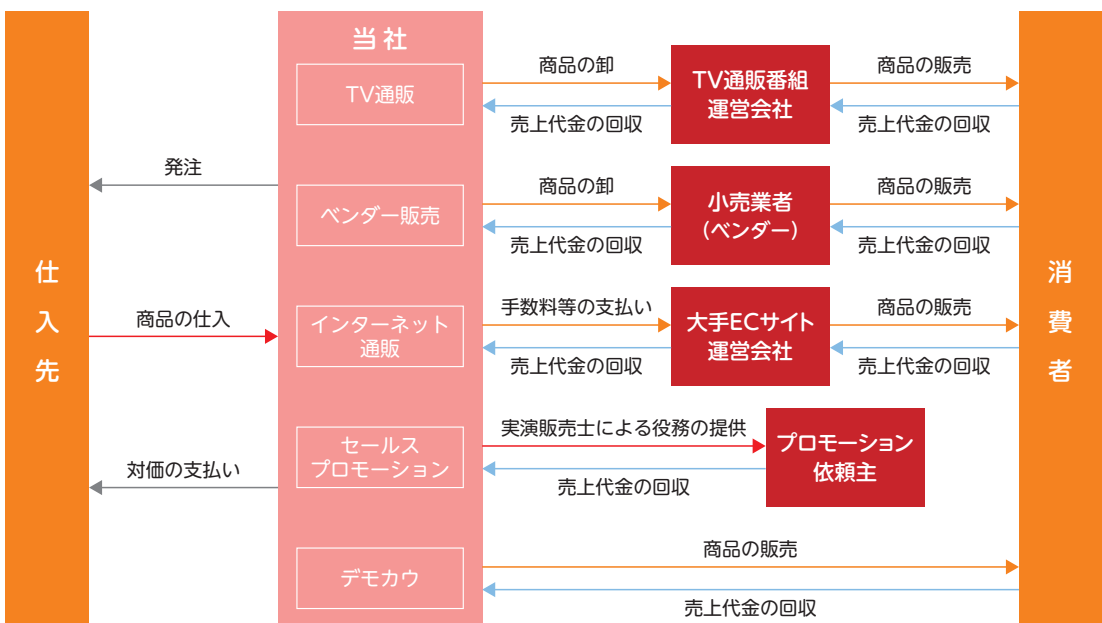 仕入先
発注
商品の仕入
対価の支払い
当社
TV通販
商品の卸
売上代金の回収
TV通販番組
運営会社
商品の販売
売上代金の回収
ベンダー販売
商品の卸
売上代金の回収
小売業者
(ベンダー)
商品の販売
売上代金の回収
インターネット
通販
手数料等の支払い
売上代金の回収
大手ECサイト
運営会社
商品の販売
売上代金の回収
セールス
プロモーション
実演販売士による役務の提供
売上代金の回収
プロモーション
依頼主
デモカウ
商品の販売
売上代金の回収
消費者